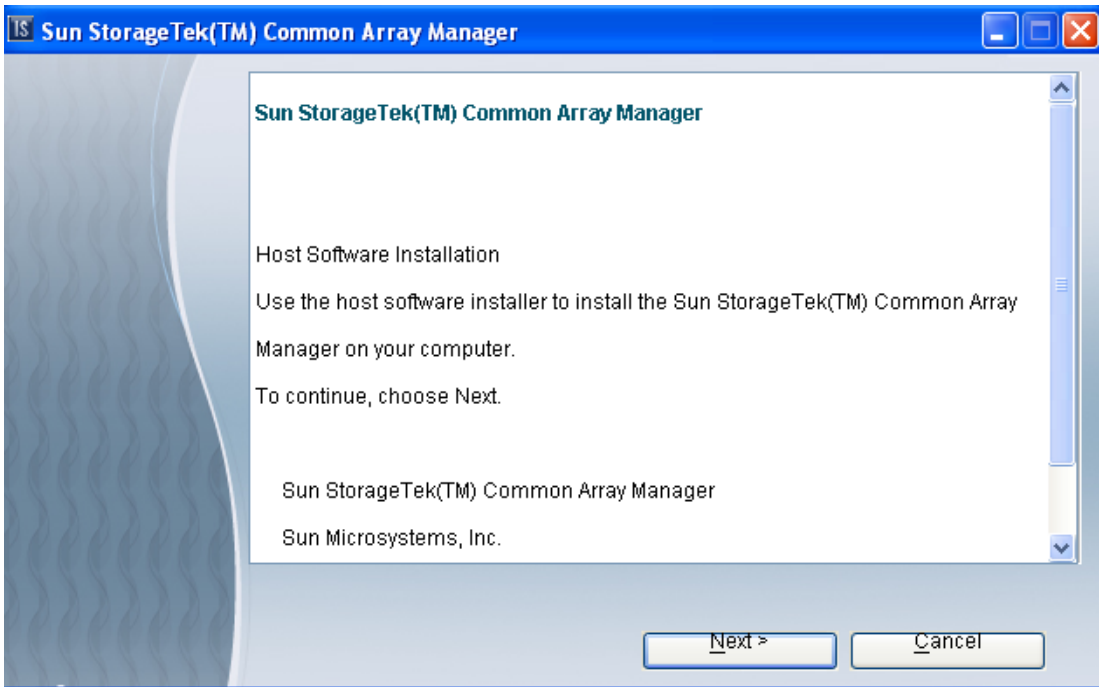 IS Sun StorageTek(TM) Common Array Manager
Sun StorageTek(TM) Common Array Manager
Host Software Installation
Use the host software installer to install the Sun StorageTek(TM) Common Array
Manager on your computer.
To continue, choose Next.
Sun StorageTek(TM) Common Array Manager
Sun Microsystems, Inc.
Next > Cancel